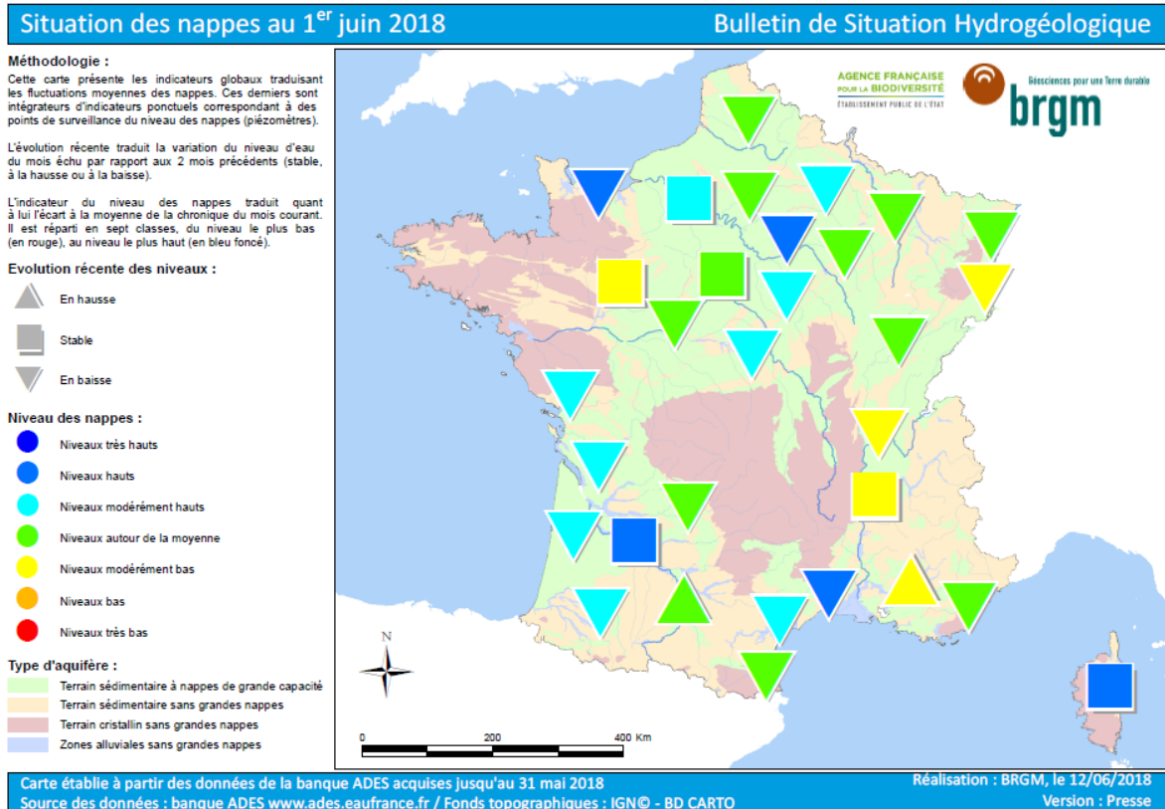 Situation des nappes au 1er juin 2018
Bulletin de Situation Hydrogéologique
Méthodologie :
Cette carte présente les indicateurs globaux traduisant
les fluctuations moyennes des nappes. Ces derniers sont
intégrateurs d'indicateurs ponctuels correspondant à des
points de surveillance du niveau des nappes (piézomètres).
L'évolution récente traduit la variation du niveau d'eau
du mois échu par rapport aux 2 mois précédents (stable,
à la hausse ou à la baisse).
L'indicateur du niveau des nappes traduit quant
à lui l'écart à la moyenne de la chronique du mois courant.
Il est réparti en sept classes, du niveau le plus bas
(en rouge), au niveau le plus haut (en bleu foncé).
Evolution récente des niveaux :
En hausse
Stable
En baisse
Niveau des nappes :
Niveaux très hauts
Niveaux hauts
Niveaux modérément hauts
Niveaux autour de la moyenne
Niveaux modérément bas
Niveaux bas
Niveaux très bas
Type d'aquifère :
Terrain sédimentaire à nappes de grande capacité
Terrain sédimentaire sans grandes nappes
Terrain cristallin sans grandes nappes
Zones alluviales sans grandes nappes
AGENCE FRANÇAISE
POUR LA BIODIVERSITÉ
ÉTABLISSEMENT PUBLIC DE L'ÉTAT
Géosciences pour une Terre durable
brgm
N
0 200 400 Km
Carte établie à partir des données de la banque ADES acquises jusqu'au 31 mai 2018
Source des données : banque ADES www.ades.eaufrance.fr / Fonds topographiques : IGN© - BD CARTO
Réalisation : BRGM, le 12/06/2018
Version : Presse